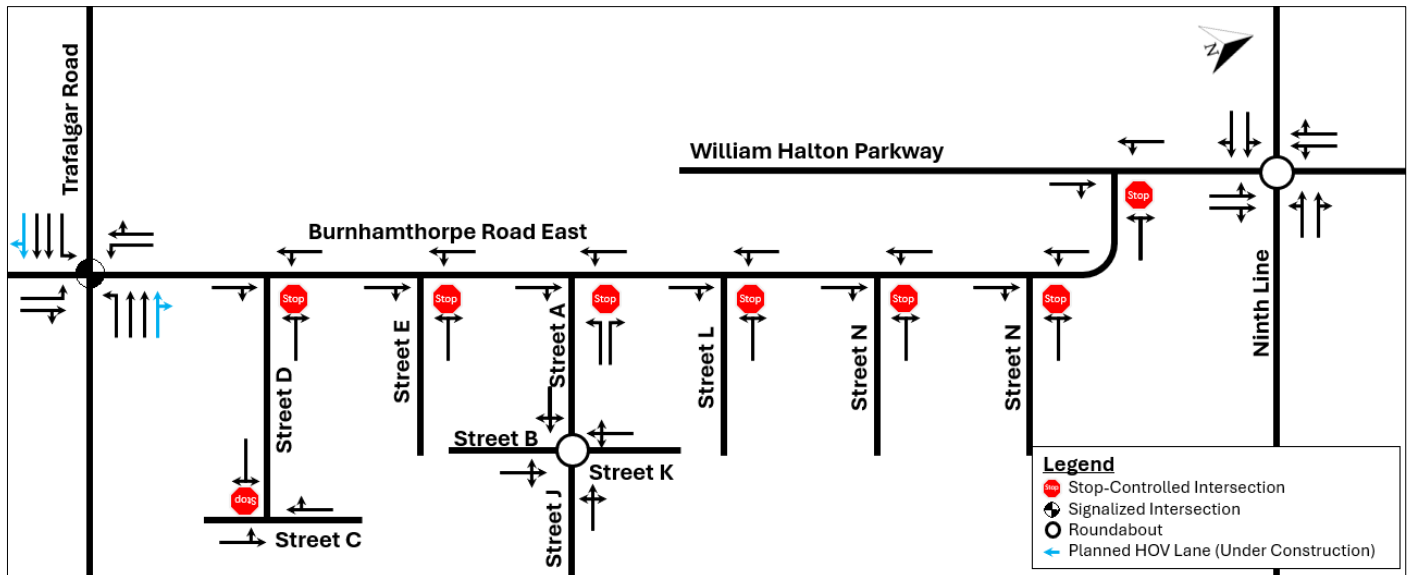 Trafalgar Road
N
William Halton Parkway
Stop
Burnhamthorpe Road East
Stop
Stop
Stop
Stop
Stop
Stop
Ninth Line
Street D
Street E
Street A
Street L
Street N
Street N
Street B
Street K
Stop
Street C
Street J
Legend
Stop Stop-Controlled Intersection
Signalized Intersection
Roundabout
Planned HOV Lane (Under Construction)